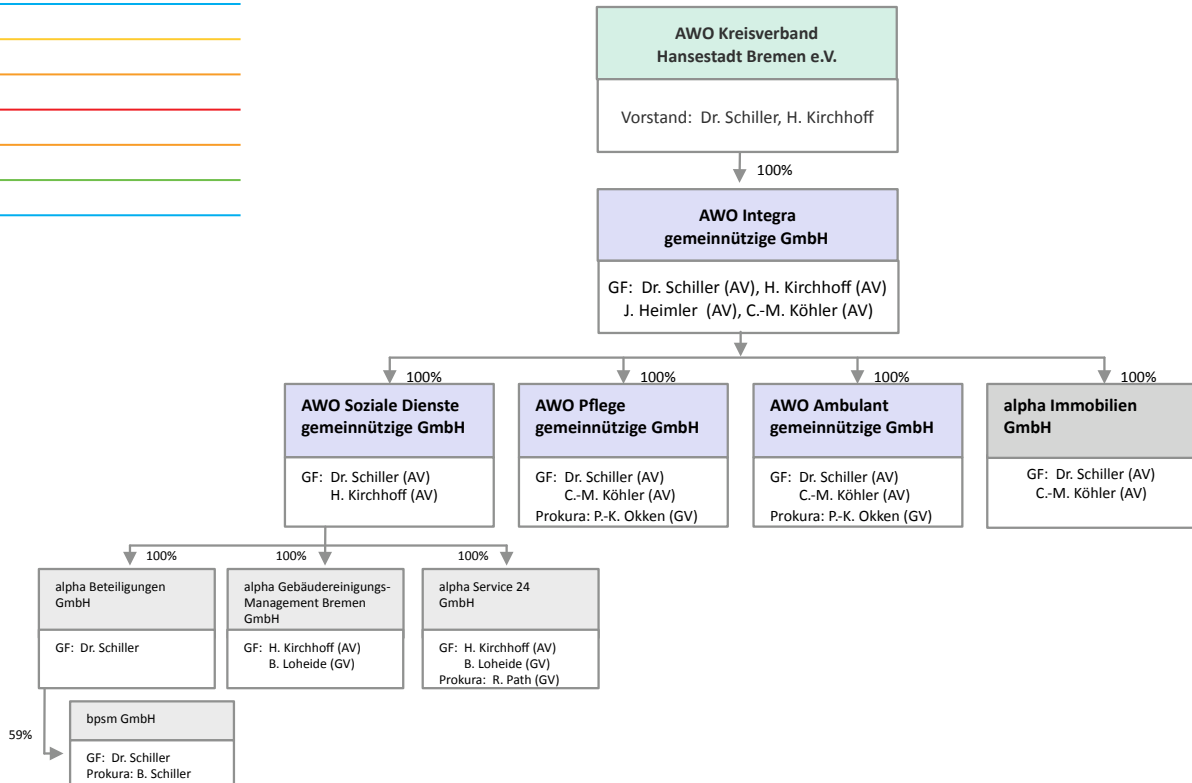 AWO Kreisverband
Hansestadt Bremen e.V.
Vorstand: Dr. Schiller, H. Kirchhoff
100%
AWO Integra
gemeinnützige GmbH
GF: Dr. Schiller (AV), H. Kirchhoff (AV)
J. Heimler (AV), C.-M. Köhler (AV)
100%
AWO Soziale Dienste
gemeinnützige GmbH
GF: Dr. Schiller (AV)
H. Kirchhoff (AV)
100%
AWO Pflege
gemeinnützige GmbH
GF: Dr. Schiller (AV)
C.-M. Köhler (AV)
Prokura: P.-K. Okken (GV)
100%
AWO Ambulant
gemeinnützige GmbH
GF: Dr. Schiller (AV)
C.-M. Köhler (AV)
Prokura: P.-K. Okken (GV)
100%
alpha Immobilien
GmbH
GF: Dr. Schiller (AV)
C.-M. Köhler (AV)
100%
alpha Beteiligungen
GmbH
GF: Dr. Schiller
100%
alpha Gebäudereinigungs-
Management Bremen
GmbH
GF: H. Kirchhoff (AV)
B. Loheide (GV)
100%
alpha Service 24
GmbH
GF: H. Kirchhoff (AV)
B. Loheide (GV)
Prokura: R. Path (GV)
59%
bpsm GmbH
GF: Dr. Schiller
Prokura: B. Schiller